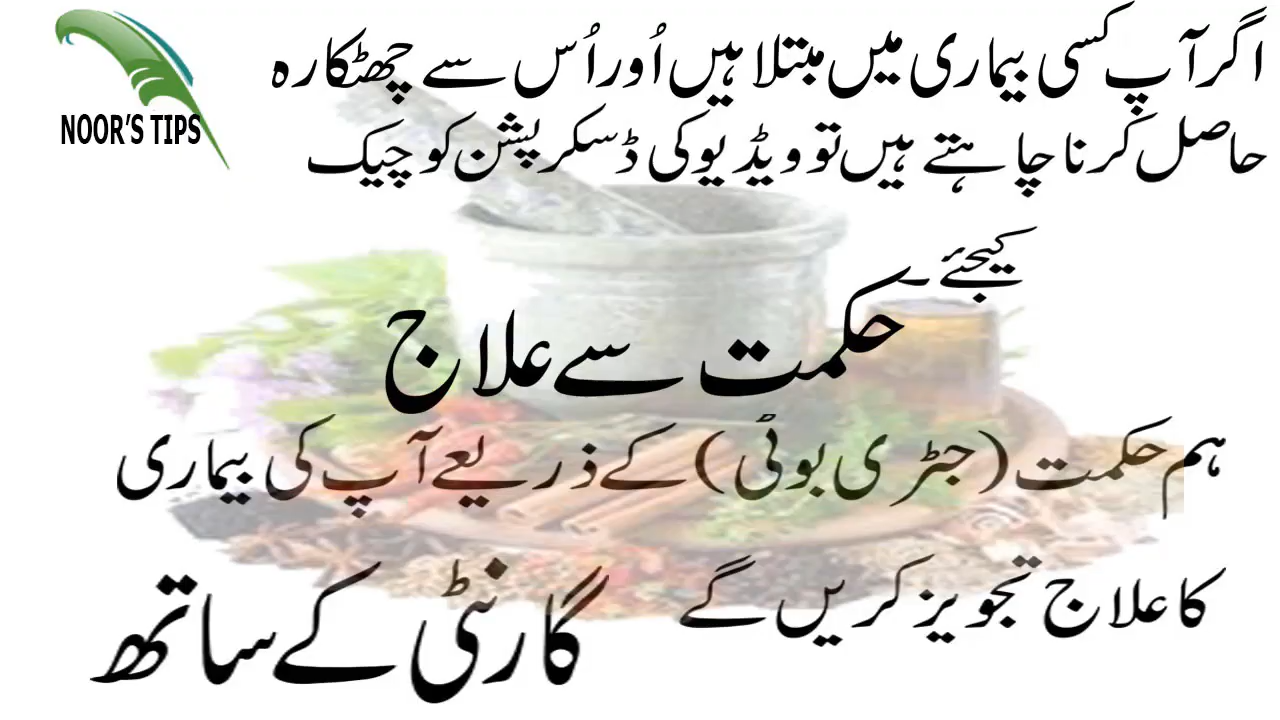 NOOR'S TIPS
اگر آپ کسی بیماری میں مبتلا ہیں اُور اُس سے چھٹکارہ
حاصل کرنا چاہتے ہیں تو ویڈیو کی ڈسکرپشن کو چیک
کیجئے۔
حکمت سے علاج
ہم حکمت (جٹری بوٹی) کے ذریعے آپ کی بیماری
کا علاج تجویز کریں گے
گارنٹی کے ساتھ